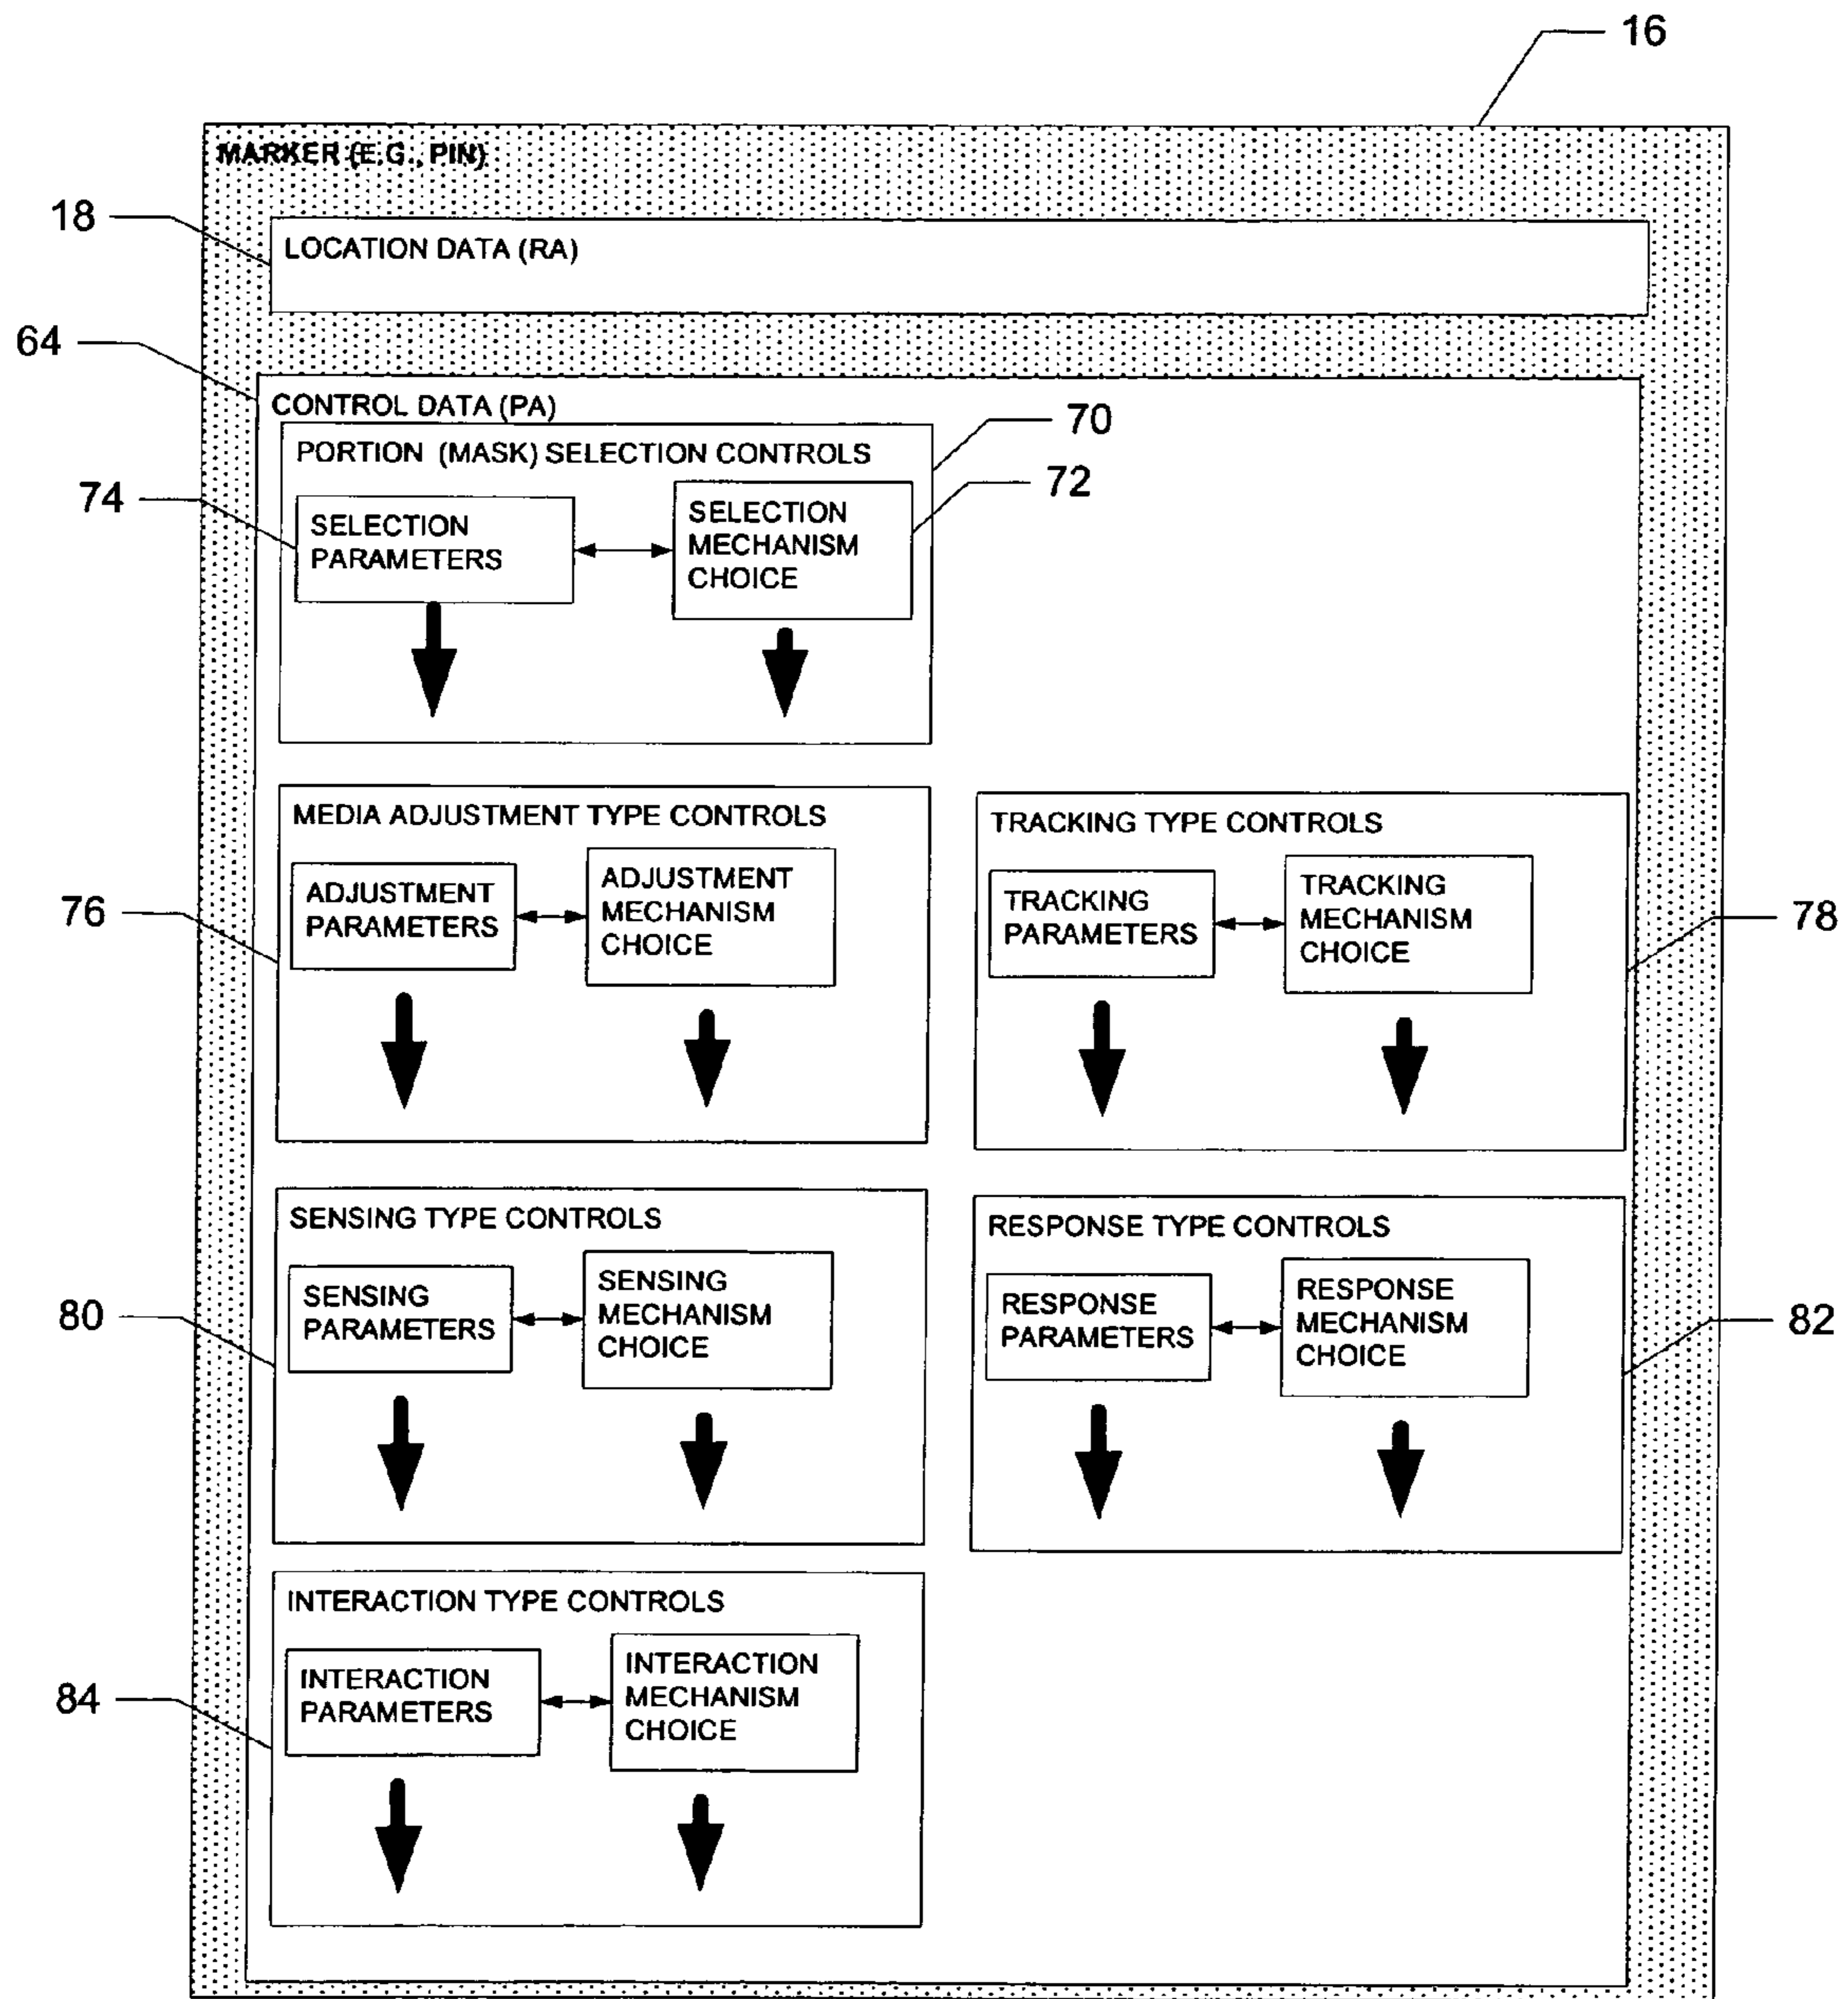 16
MARKER (E.G., PIN)
18
LOCATION DATA (RA)
64
CONTROL DATA (PA)
70
PORTION (MASK) SELECTION CONTROLS
72
74
SELECTION
PARAMETERS
SELECTION
MECHANISM
CHOICE
MEDIA ADJUSTMENT TYPE CONTROLS
76
ADJUSTMENT
PARAMETERS
ADJUSTMENT
MECHANISM
CHOICE
TRACKING TYPE CONTROLS
TRACKING
PARAMETERS
TRACKING
MECHANISM
CHOICE
78
SENSING TYPE CONTROLS
80
SENSING
PARAMETERS
SENSING
MECHANISM
CHOICE
RESPONSE TYPE CONTROLS
RESPONSE
PARAMETERS
RESPONSE
MECHANISM
CHOICE
82
INTERACTION TYPE CONTROLS
84
INTERACTION
PARAMETERS
INTERACTION
MECHANISM
CHOICE